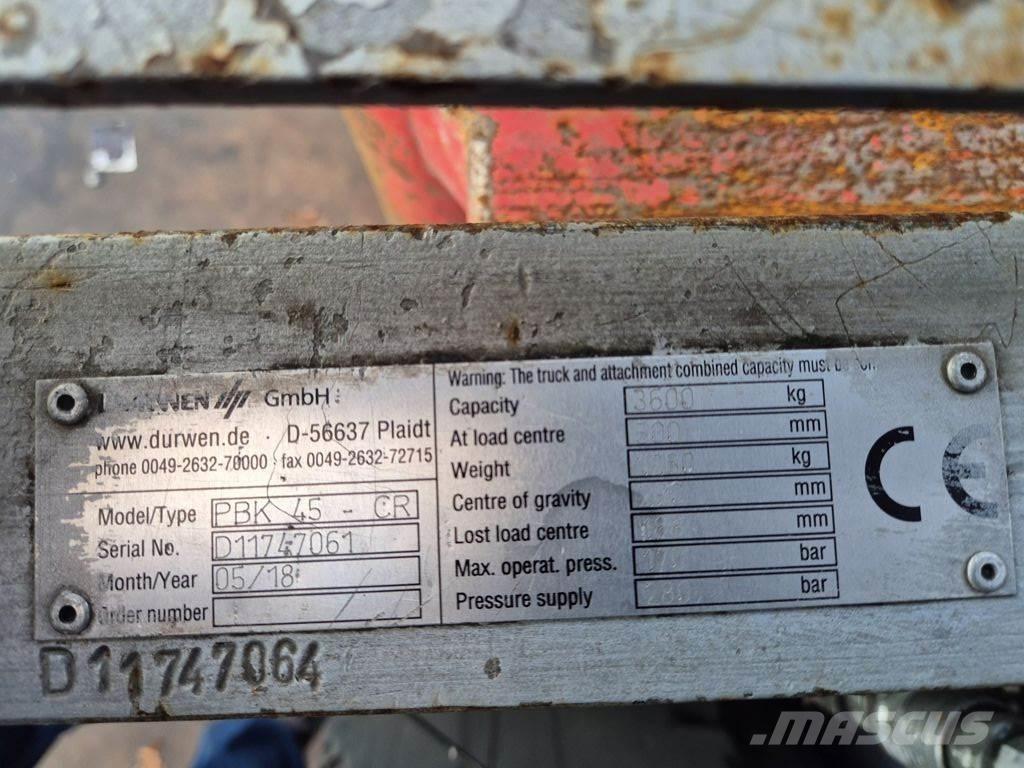 GmbH
www.durwen.de · D-56637 Plaidt
phone 0049-2632-70000 fax 0049-2632-72715
Model/Type PBK 45 - CR
Serial No. D11747061
Month/Year 05/18
Order number
Warning: The truck and attachment combined capacity must
Capacity 3600 kg
At load centre mm
Weight kg
Centre of gravity mm
Lost load centre mm
Max. operat. press. bar
Pressure supply bar
CE
D11747064
MASCUS